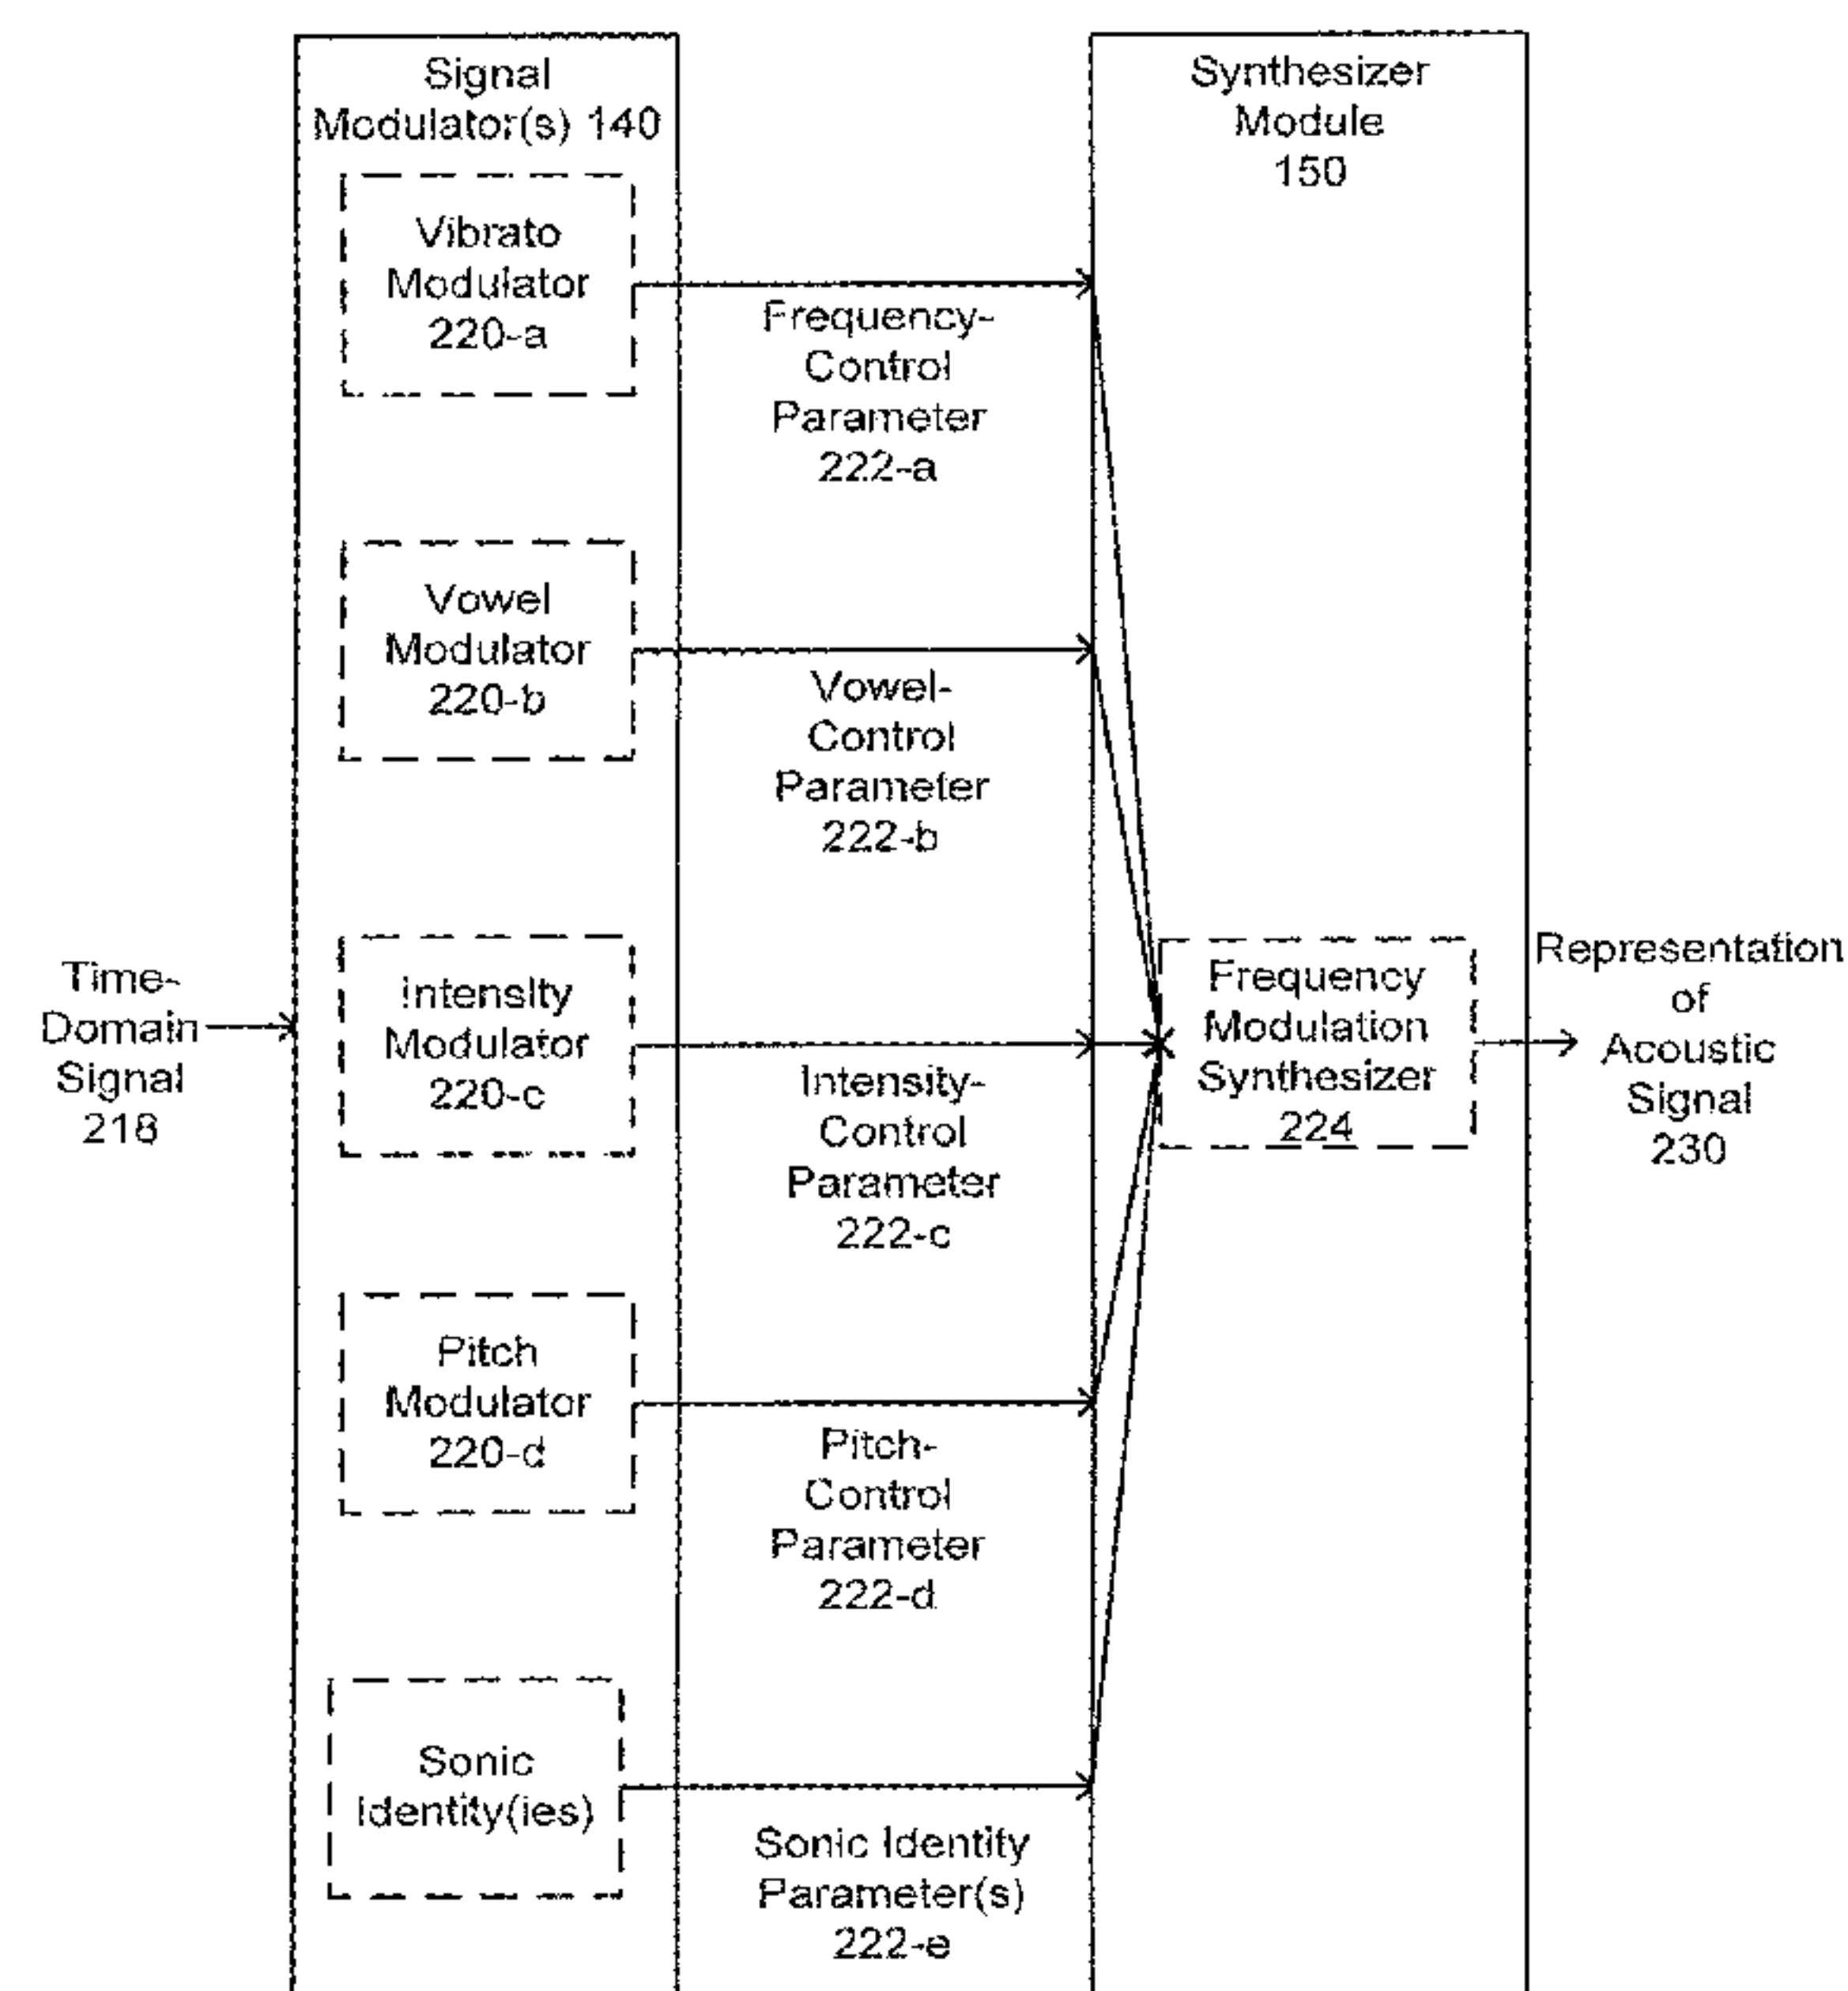 Signal
Modulator(s) 140
Synthesizer
Module
150
Vibrato
Modulator
220-a
Frequency-
Control
Parameter
222-a
Vowel
Modulator
220-b
Vowel-
Control
Parameter
222-b
Time-
Domain
Signal
218
Intensity
Modulator
220-c
Intensity-
Control
Parameter
222-c
Frequency
Modulation
Synthesizer
224
Representation
of
Acoustic
Signal
230
Pitch
Modulator
220-d
Pitch-
Control
Parameter
222-d
Sonic
Identity(ies)
Sonic Identity
Parameter(s)
222-e